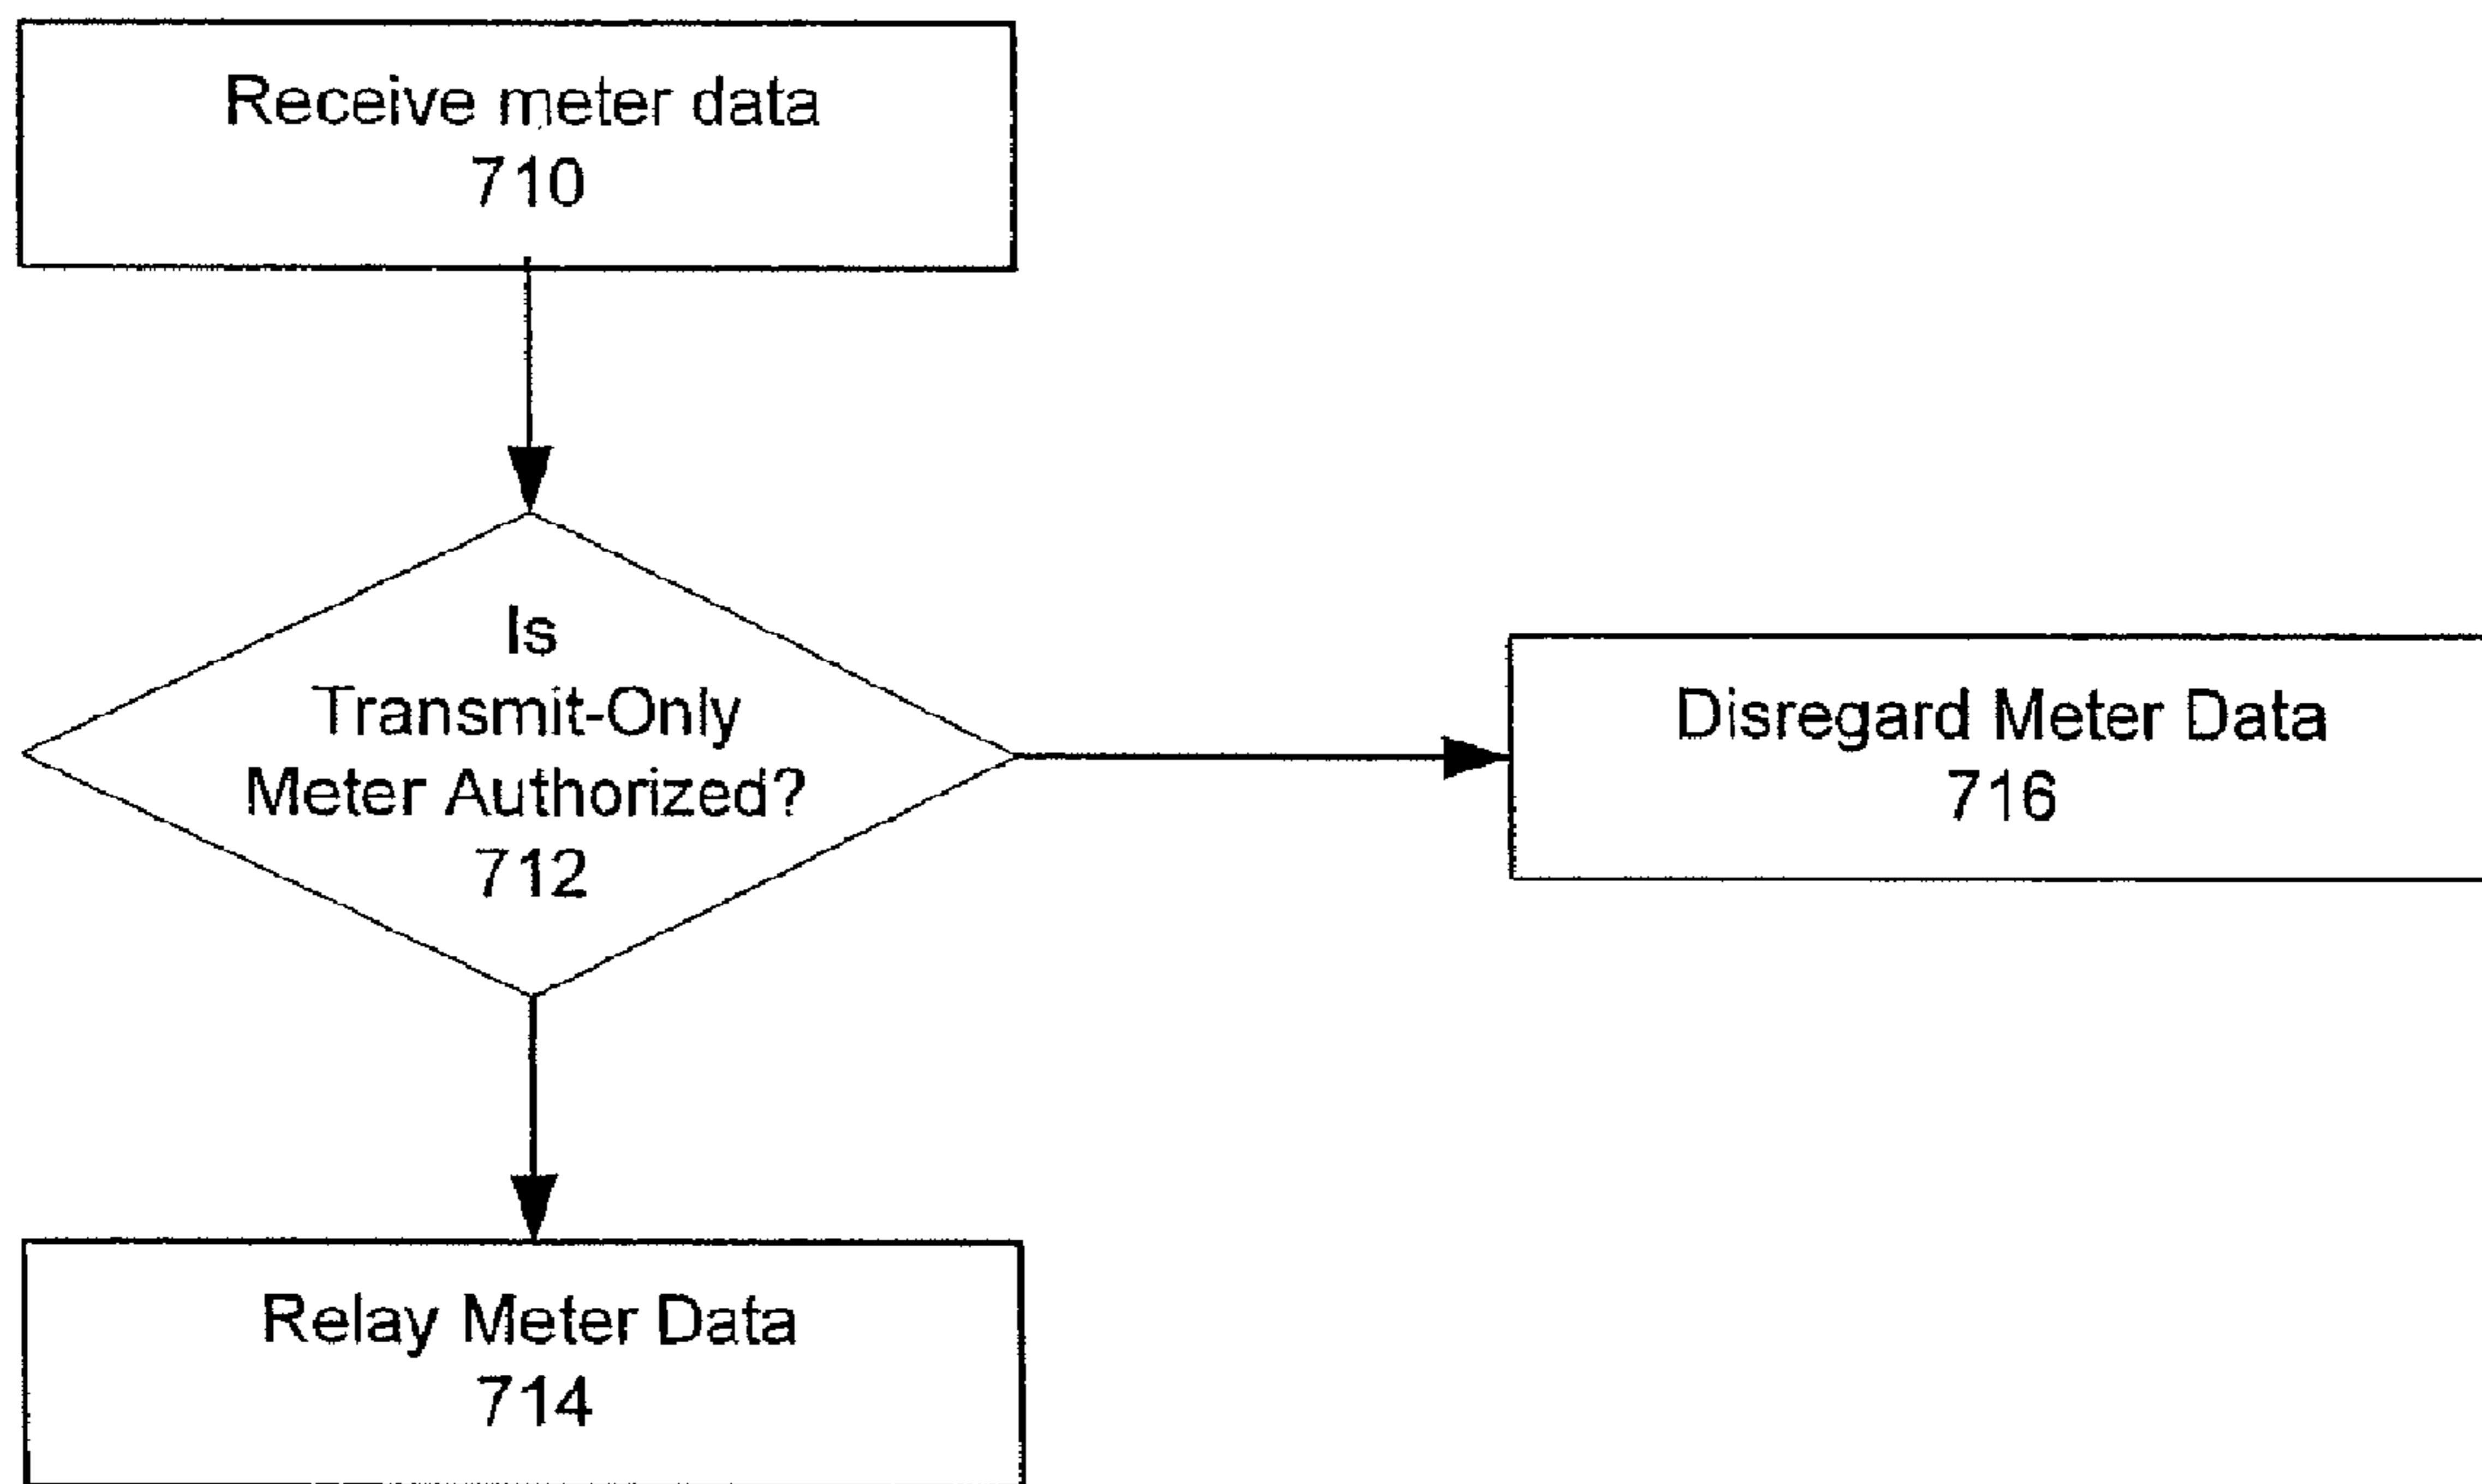 Receive meter data
710
Is
Transmit-Only
Meter Authorized?
712
Disregard Meter Data
716
Relay Meter Data
714